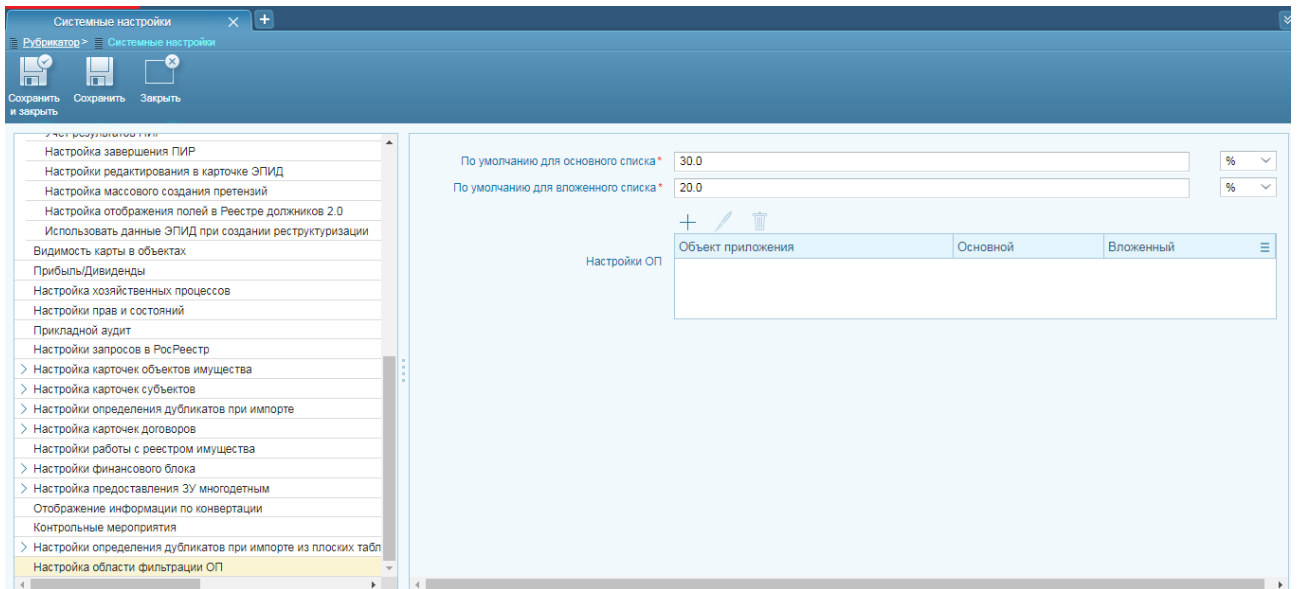 Системные настройки
Рубрикатор > Системные настройки
Сохранить и закрыть
Сохранить
Закрыть
Учет результатов ПИР
Настройка завершения ПИР
Настройки редактирования в карточке ЭПИД
Настройка массового создания претензий
Настройка отображения полей в Реестре должников 2.0
Использовать данные ЭПИД при создании реструктуризации
Видимость карты в объектах
Прибыль/Дивиденды
Настройка хозяйственных процессов
Настройки прав и состояний
Прикладной аудит
Настройки запросов в РосРеестр
Настройка карточек объектов имущества
Настройка карточек субъектов
Настройки определения дубликатов при импорте
Настройка карточек договоров
Настройки работы с реестром имущества
Настройки финансового блока
Настройка предоставления ЗУ многодетным
Отображение информации по конвертации
Контрольные мероприятия
Настройки определения дубликатов при импорте из плоских табл
Настройка области фильтрации ОП
По умолчанию для основного списка* 30.0 %
По умолчанию для вложенного списка* 20.0 %
Настройки ОП
Объект приложения Основной Вложенный